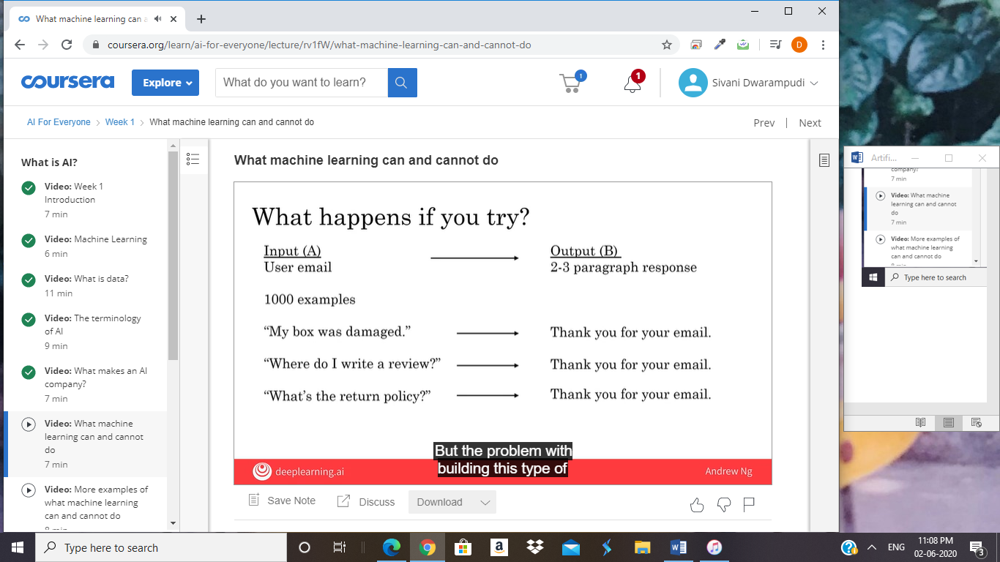 What machine learning can a
coursera.org/learn/ai-for-everyone/lecture/rv1fW/what-machine-learning-can-and-cannot-do
D
coursera
Explore
What do you want to learn?
1
1
Sivani Dwarampudi
AI For Everyone > Week 1 > What machine learning can and cannot do
Prev | Next
What is AI?
Video: Week 1
Introduction
7 min
Video: Machine Learning
6 min
Video: What is data?
11 min
Video: The terminology
of AI
9 min
Video: What makes an AI
company?
7 min
Video: What machine
learning can and cannot
do
7 min
Video: More examples of
what machine learning
can and cannot do
8 min
What machine learning can and cannot do
What happens if you try?
Input (A)
Output (B)
User email
2-3 paragraph response
1000 examples
“My box was damaged.”
Thank you for your email.
“Where do I write a review?”
Thank you for your email.
“What’s the return policy?”
Thank you for your email.
But the problem with
building this type of
deeplearning.ai
Andrew Ng
Save Note
Discuss
Download
Artifi...
company?
7 min
Video: What machine
learning can and cannot
do
7 min
Video: More examples of
what machine learning
can and cannot do
8 min
Type here to search
Type here to search
ENG
11:08 PM
02-06-2020
3